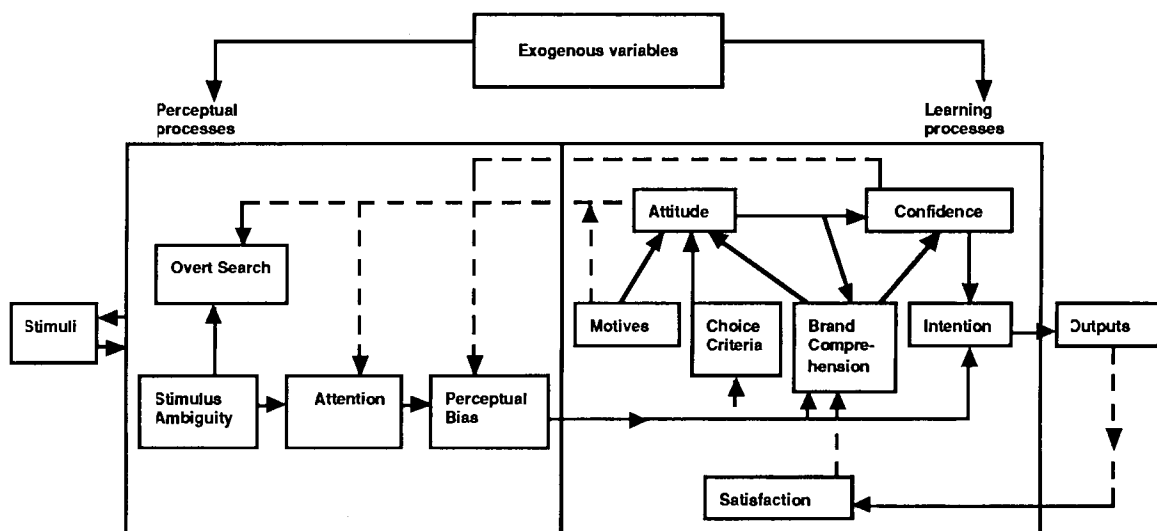 Exogenous variables
Perceptual
processes
Learning
processes
Attitude
Confidence
Overt Search
Stimuli
Motives
Choice
Criteria
Brand
Compre-
hension
Intention
Outputs
Stimulus
Ambiguity
Attention
Perceptual
Bias
Satisfaction